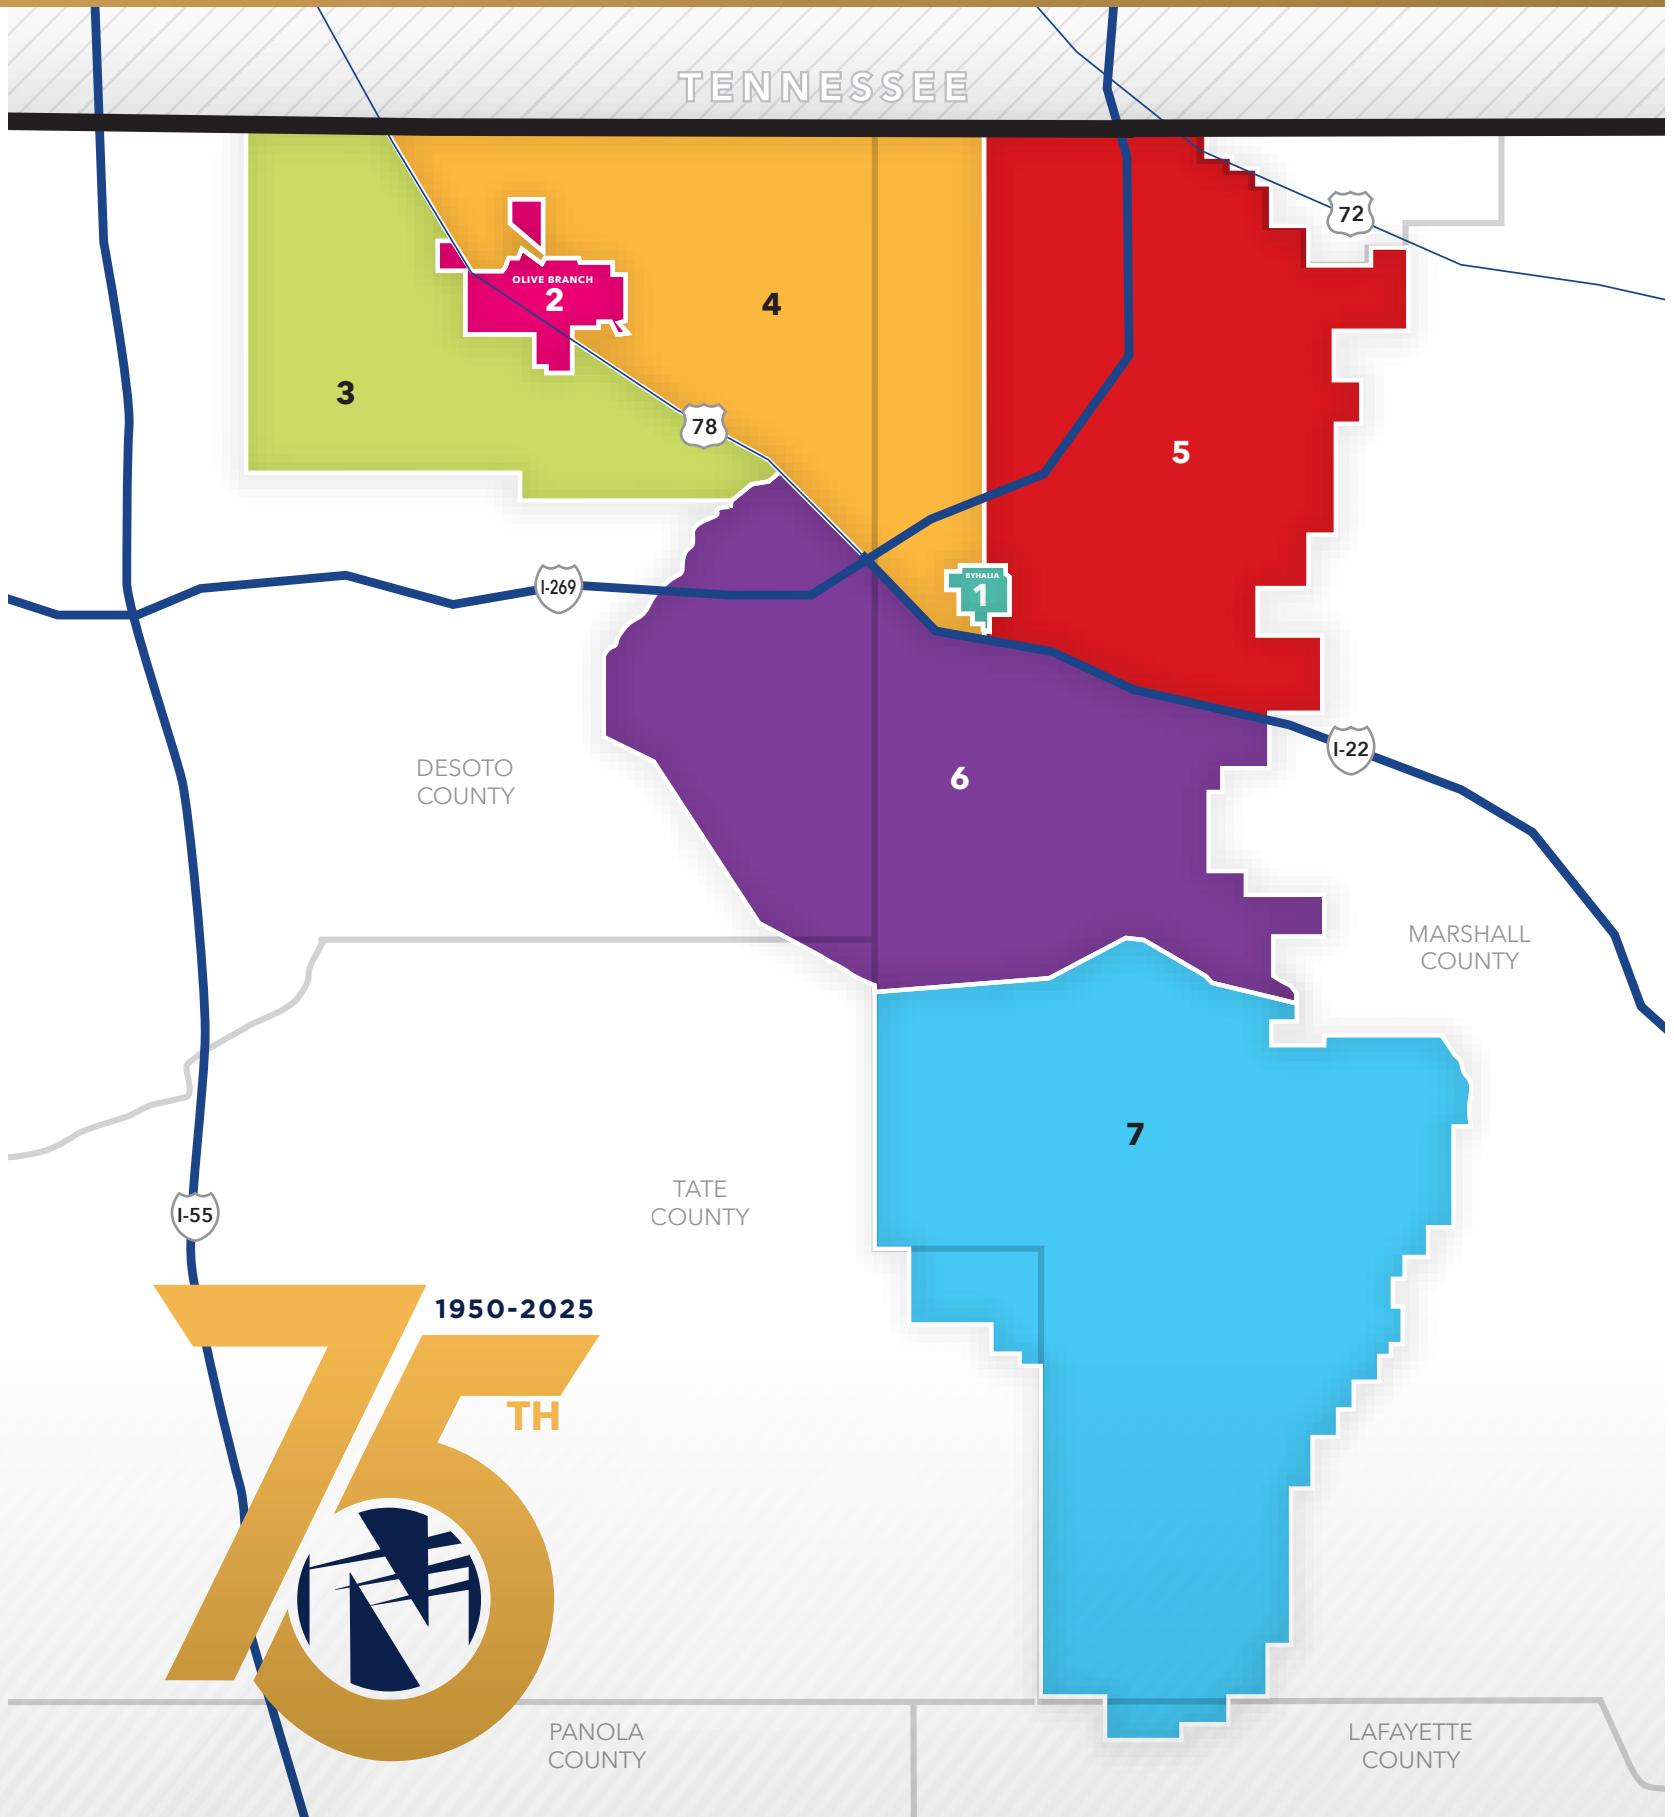 TENNESSEE
72
OLIVE BRANCH
2
4
3
78
5
I-269
BYHALIA
1
I-22
DESOTO
COUNTY
6
MARSHALL
COUNTY
7
TATE
COUNTY
I-55
1950-2025
75
TH
PANOLA
COUNTY
LAFAYETTE
COUNTY